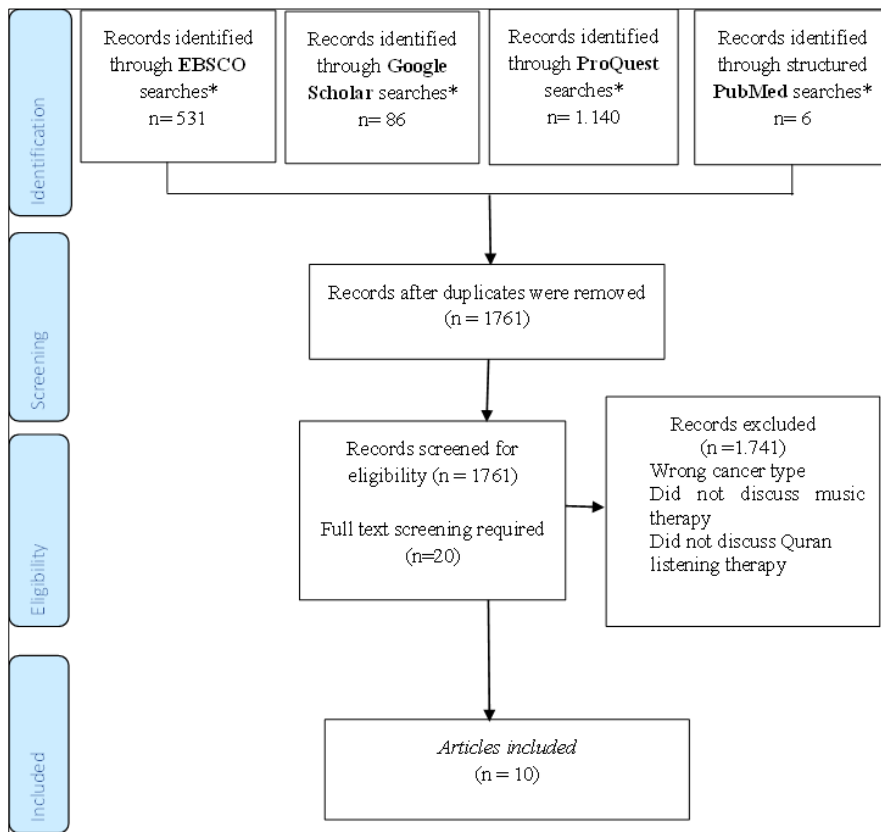 Identification
Records identified
through EBSCO
searches*
n= 531
Records identified
through Google
Scholar searches*
n= 86
Records identified
through ProQuest
searches*
n= 1.140
Records identified
through structured
PubMed searches*
n= 6
Screening
Records after duplicates were removed
(n = 1761)
Eligibility
Records screened for
eligibility (n = 1761)
Full text screening required
(n=20)
Records excluded
(n =1.741)
Wrong cancer type
Did not discuss music
therapy
Did not discuss Quran
listening therapy
Included
Articles included
(n = 10)